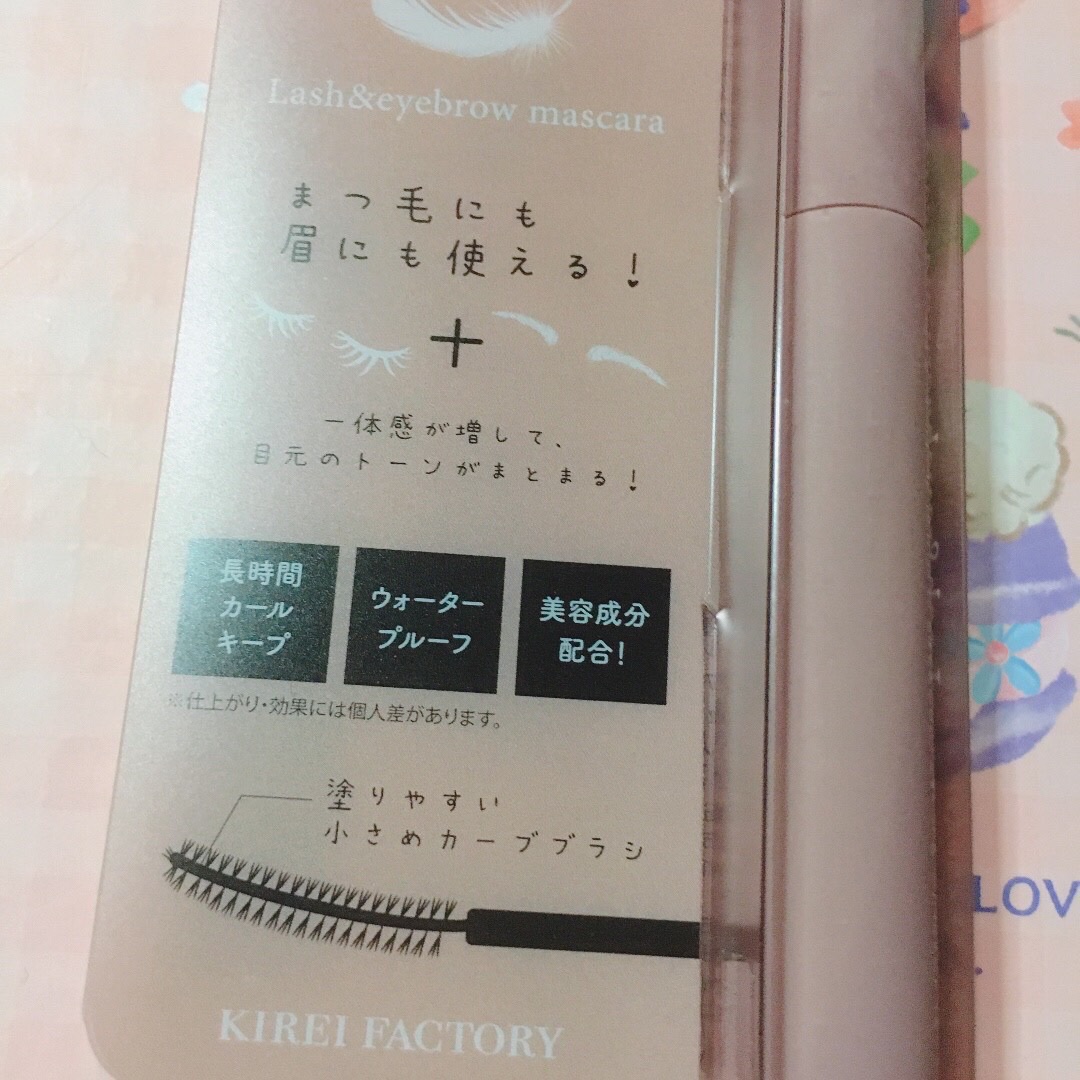 Lash&eyebrow mascara
まつ毛にも
眉にも使える!
+
一体感が増して、
目元のトーンがまとまる!
長時間
カール
キープ
ウォーター
プルーフ
美容成分
配合!
※仕上がり・効果には個人差があります。
塗りやすい
小さめカーブブラシ
KIREI FACTORY
LOV